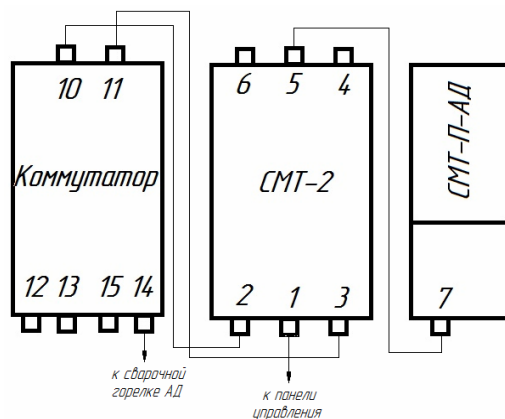 10 11
6 5 4
Коммутатор
СМТ-2
СМТ-П-АД
12 13 15 14
2 1 3
7
к сварочной
горелке АД
к панели
управления